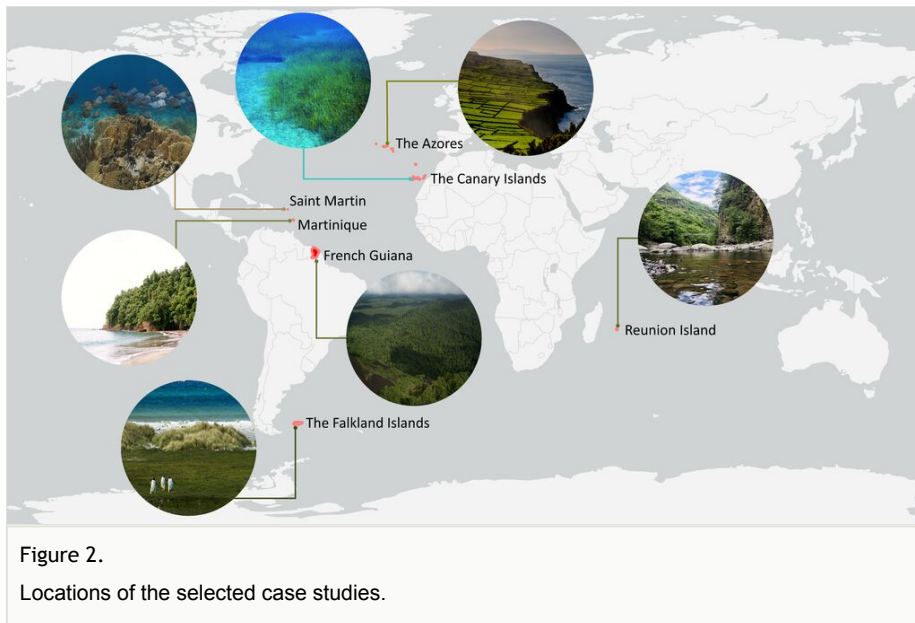 The Azores
The Canary Islands
Saint Martin
Martinique
French Guiana
Reunion Island
The Falkland Islands
Figure 2.
Locations of the selected case studies.